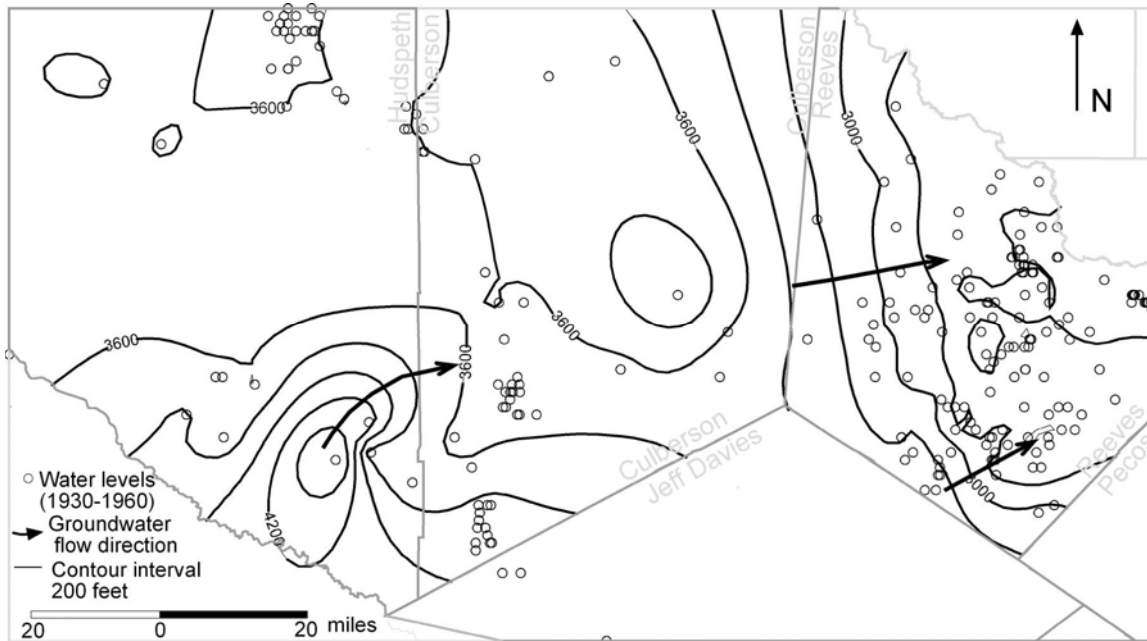 Hudspeth
Culberson
Culberson
Reeves
N
3600
3600
3000
3600
3600
3600
4200
3000
Culberson
Jeff Davies
Reeves
Pecos
Water levels
(1930-1960)
Groundwater
flow direction
Contour interval
200 feet
20 0 20 miles